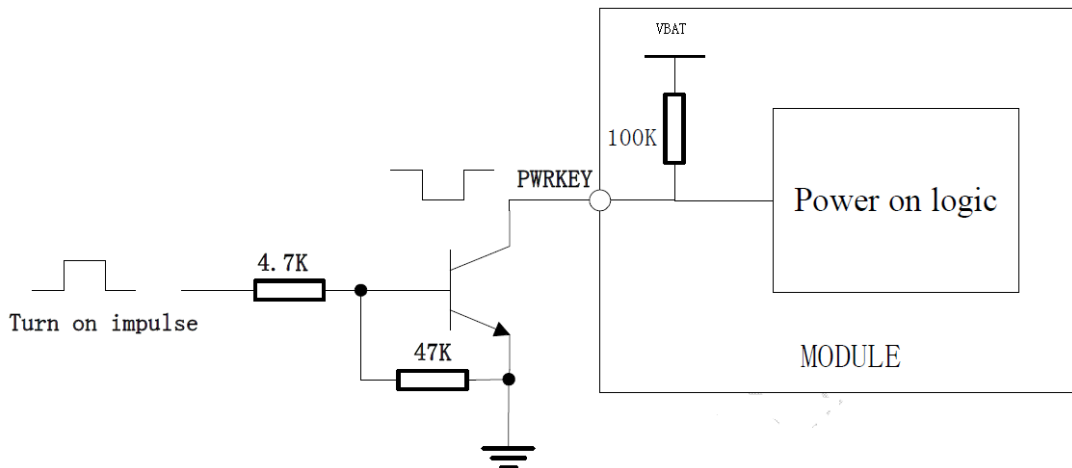 VBAT
100K
PWRKEY
Power on logic
4.7K
Turn on impulse
47K
MODULE